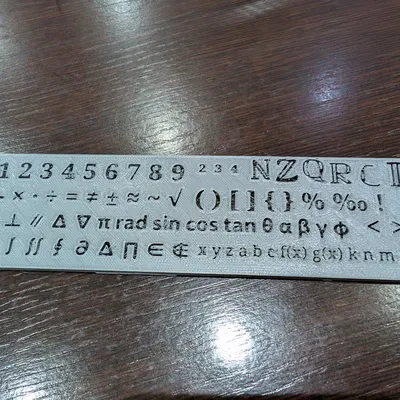 1 2 3 4 5 6 7 8 9 ² ³ ⁴ ℕ ℤ ℚ ℝ ℂ
× · ÷ = ≠ ± ≈ ~ √ ( ) [ ] { } % ‰ !
⊥ // Δ ∇ π rad sin cos tan θ α β γ ϕ < >
∫ ∬ ∮ ∂ Δ ∏ ∈ ∉ x y z a b c f(x) g(x) k n m